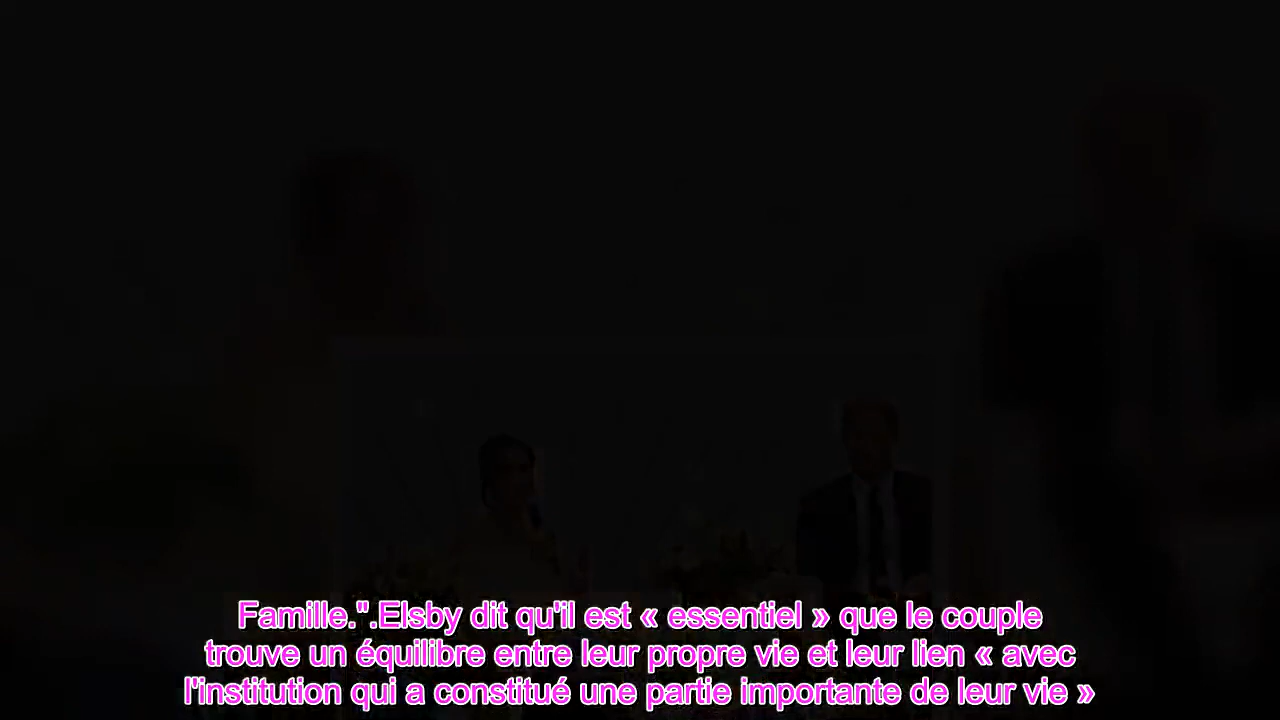 Famille.".Elsby dit qu'il est « essentiel » que le couple
trouve un équilibre entre leur propre vie et leur lien « avec
l'institution qui a constitué une partie importante de leur vie »